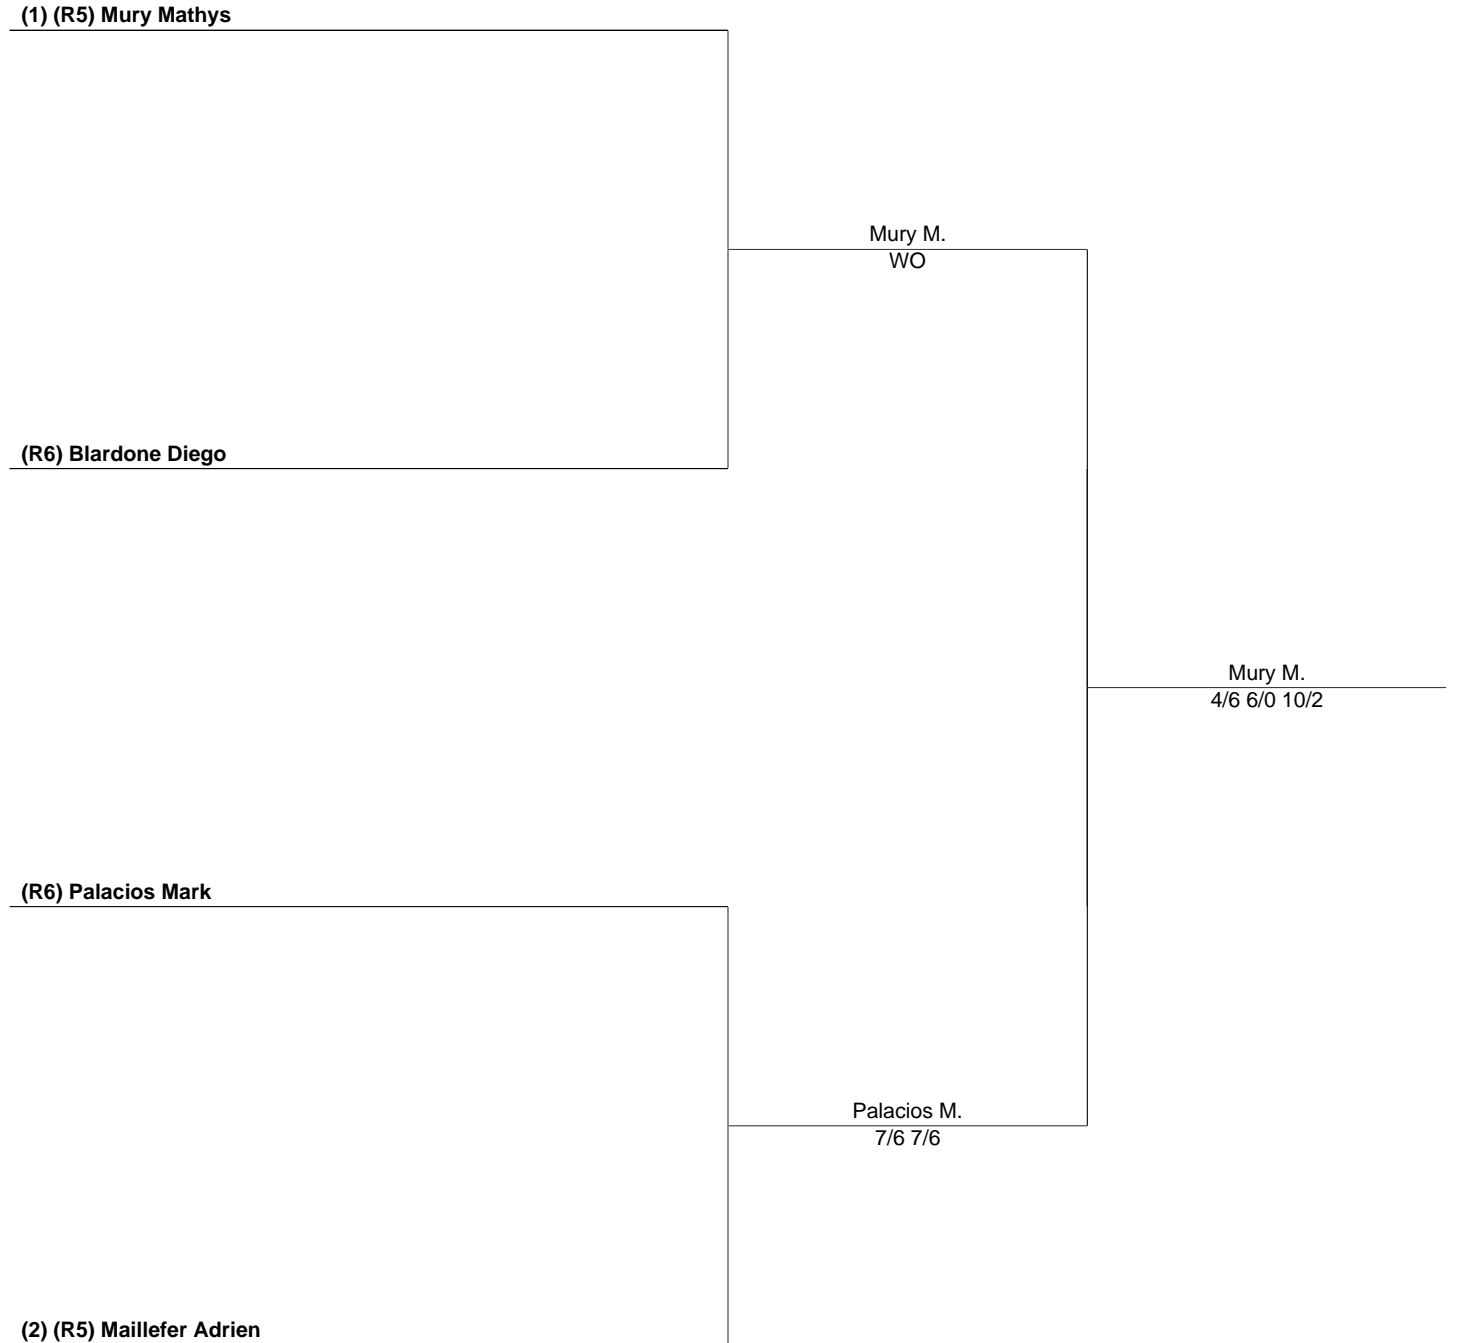 (1) (R5) Mury Mathys
Mury M.
WO
(R6) Blardone Diego
Mury M.
4/6 6/0 10/2
(R6) Palacios Mark
Palacios M.
7/6 7/6
(2) (R5) Maillefer Adrien